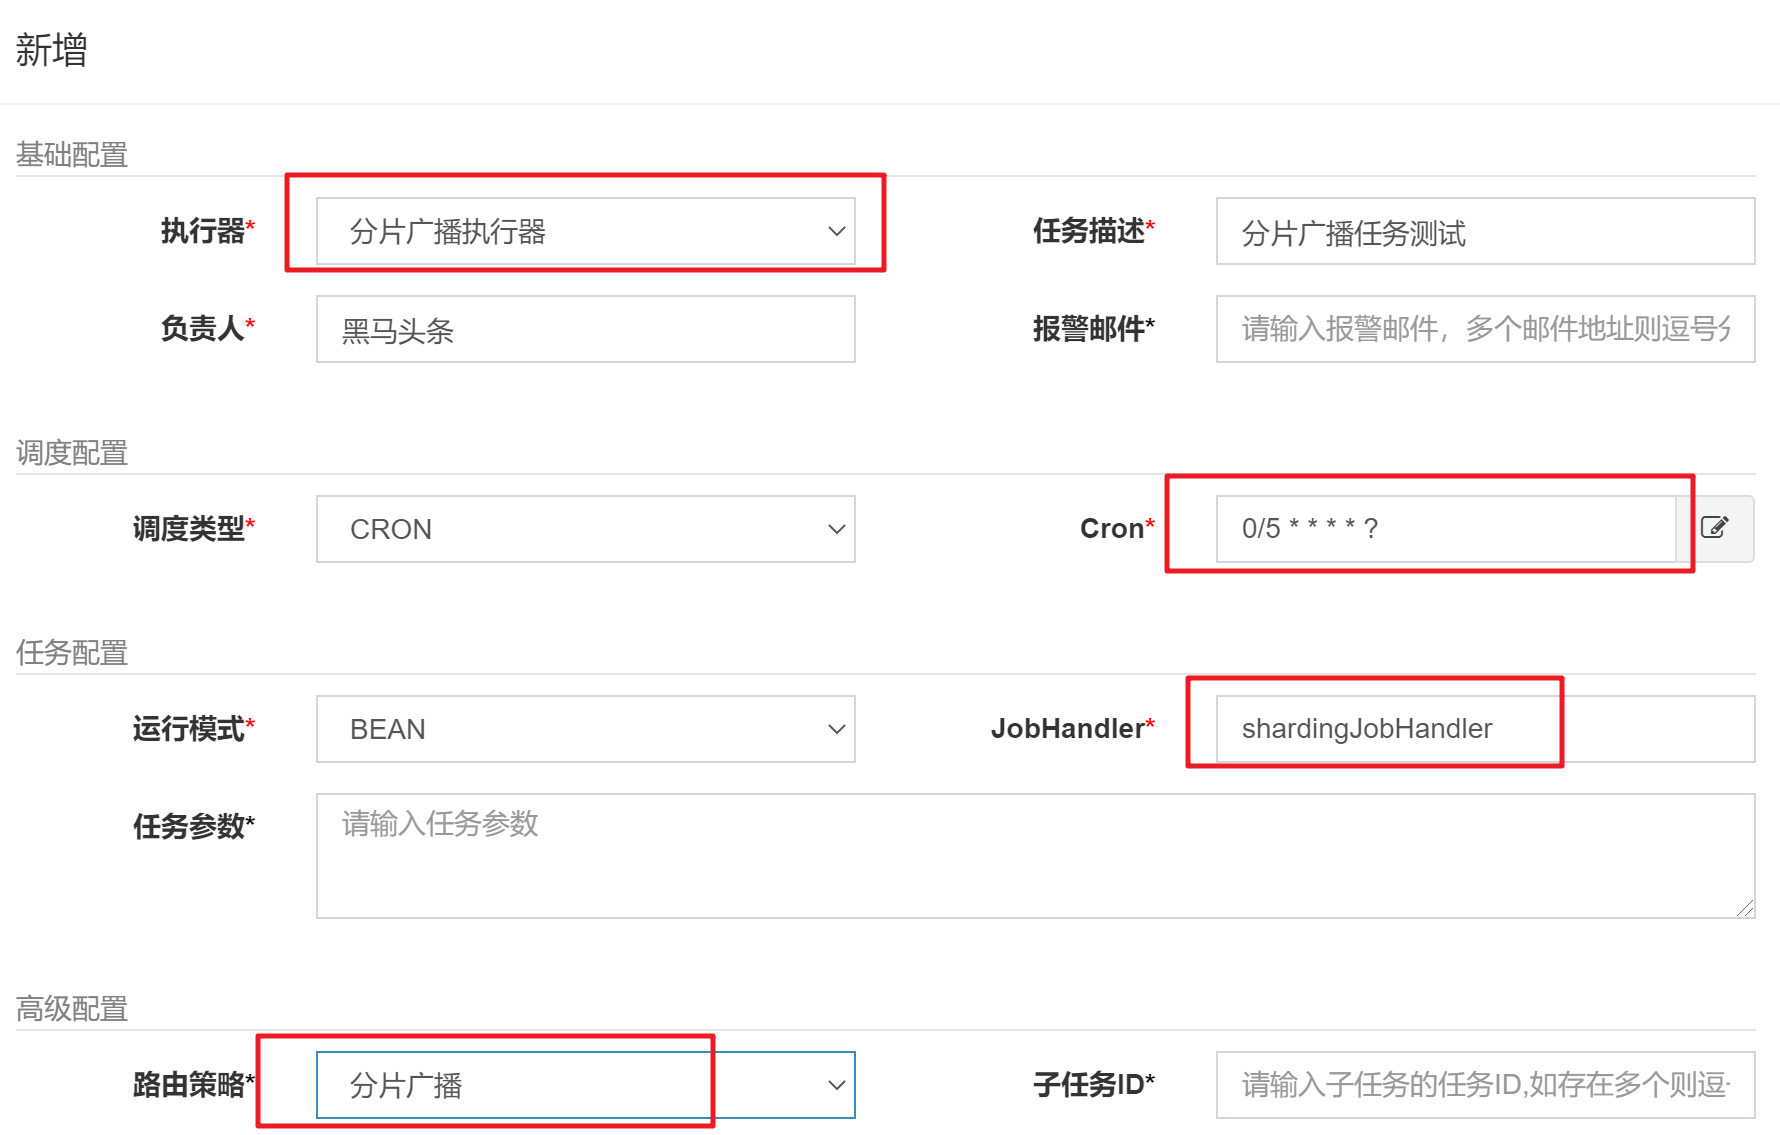 新增
基础配置
执行器* 分片广播执行器 任务描述* 分片广播任务测试
负责人* 黑马头条 报警邮件* 请输入报警邮件，多个邮件地址则逗号分
调度配置
调度类型* CRON Cron* 0/5 * * * * ?
任务配置
运行模式* BEAN JobHandler* shardingJobHandler
任务参数* 请输入任务参数
高级配置
路由策略* 分片广播 子任务ID* 请输入子任务的任务ID,如存在多个则逗